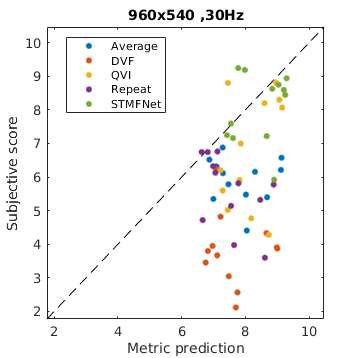 960x540 ,30Hz
Average
DVF
QVI
Repeat
STMFNet
Subjective score
10
9
8
7
6
5
4
3
2
2 4 6 8 10
Metric prediction